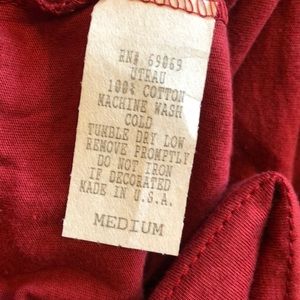 RN# 69069
UTRAU
100% COTTON
MACHINE WASH
COLD
TUMBLE DRY LOW
REMOVE PROMPTLY
DO NOT IRON
IF DECORATED
MADE IN U.S.A.
MEDIUM